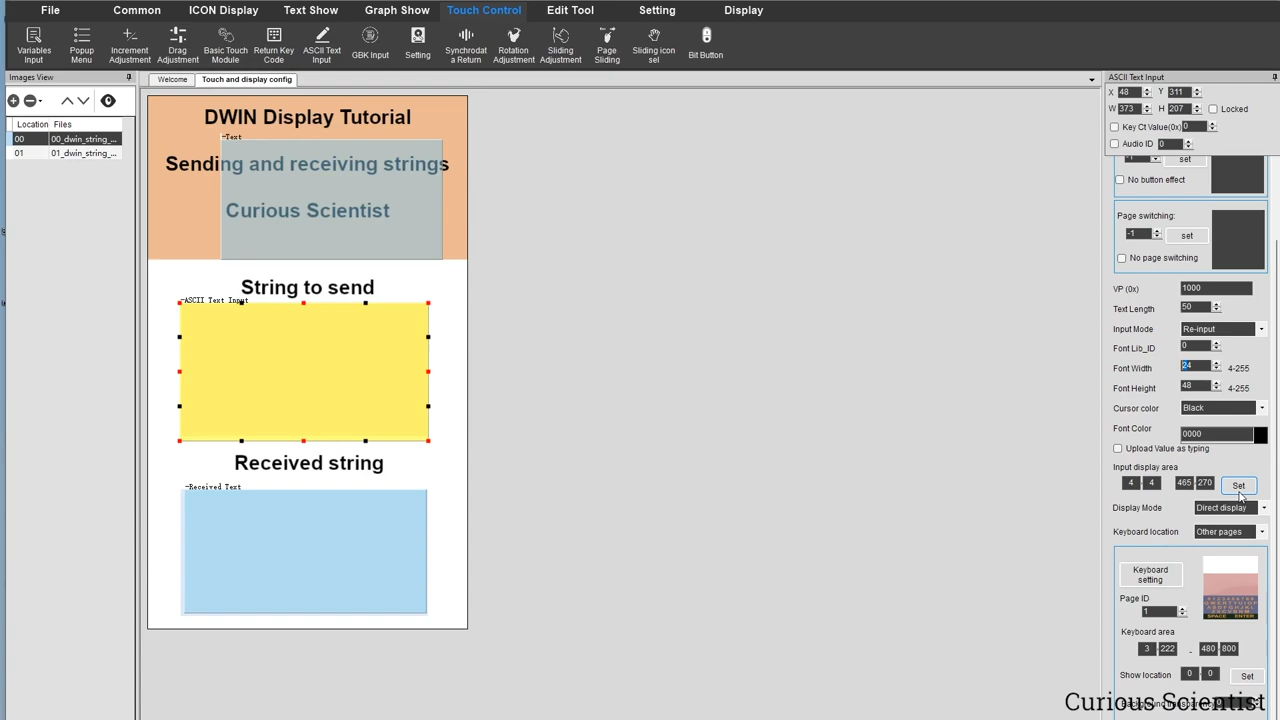 File Common ICON Display Text Show Graph Show Touch Control Edit Tool Setting Display
Variables Input
Popup Menu
Increment Adjustment
Drag Adjustment
Basic Touch Module
Return Key Code
ASCII Text Input
GBK Input
Setting
Synchrodat a Return
Rotation Adjustment
Sliding Adjustment
Page Sliding
Sliding icon sel
Bit Button
Images View
Location Files
00 00_dwin_string_...
01 01_dwin_string_...
Welcome Touch and display config
DWIN Display Tutorial
Text
Sending and receiving strings
Curious Scientist
String to send
ASCII Text Input
Received string
Received Text
ASCII Text Input
X 48 Y 311
W 373 H 207 Locked
Key Ct Value(0x) 0
Audio ID 0
-1 set
No button effect
Page switching:
-1 set
No page switching
VP (0x) 1000
Text Length 50
Input Mode Re-input
Font Lib_ID 0
Font Width 24 4-255
Font Height 48 4-255
Cursor color Black
Font Color 0000
Upload Value as typing
Input display area
4 4 465 270 Set
Display Mode Direct display
Keyboard location Other pages
Keyboard setting
Page ID
1
Keyboard area
3 222 - 480 800
Show location 0 0 Set
Background transparency
Curious Scientist